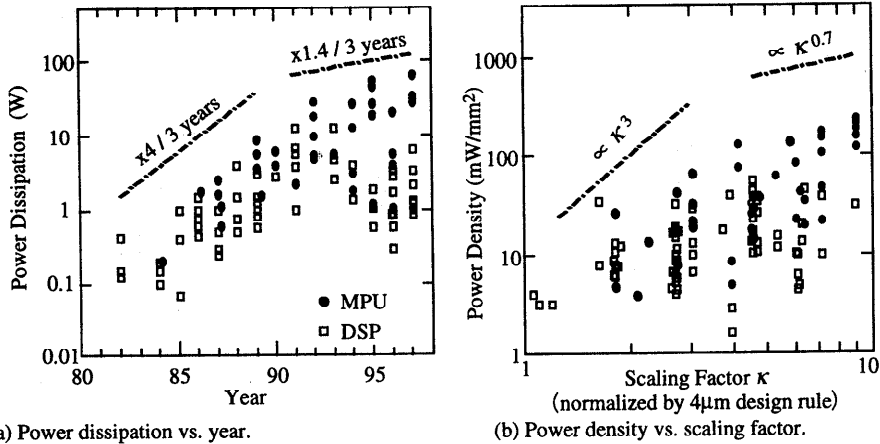 100
10
1
0.1
0.01
80
85
90
95
Year
Power Dissipation (W)
x4 / 3 years
x1.4 / 3 years
MPU
DSP
a) Power dissipation vs. year.
1000
100
10
1
1
10
Power Density (mW/mm²)
∝ κ³
∝ κ⁰·⁷
Scaling Factor κ
(normalized by 4μm design rule)
(b) Power density vs. scaling factor.